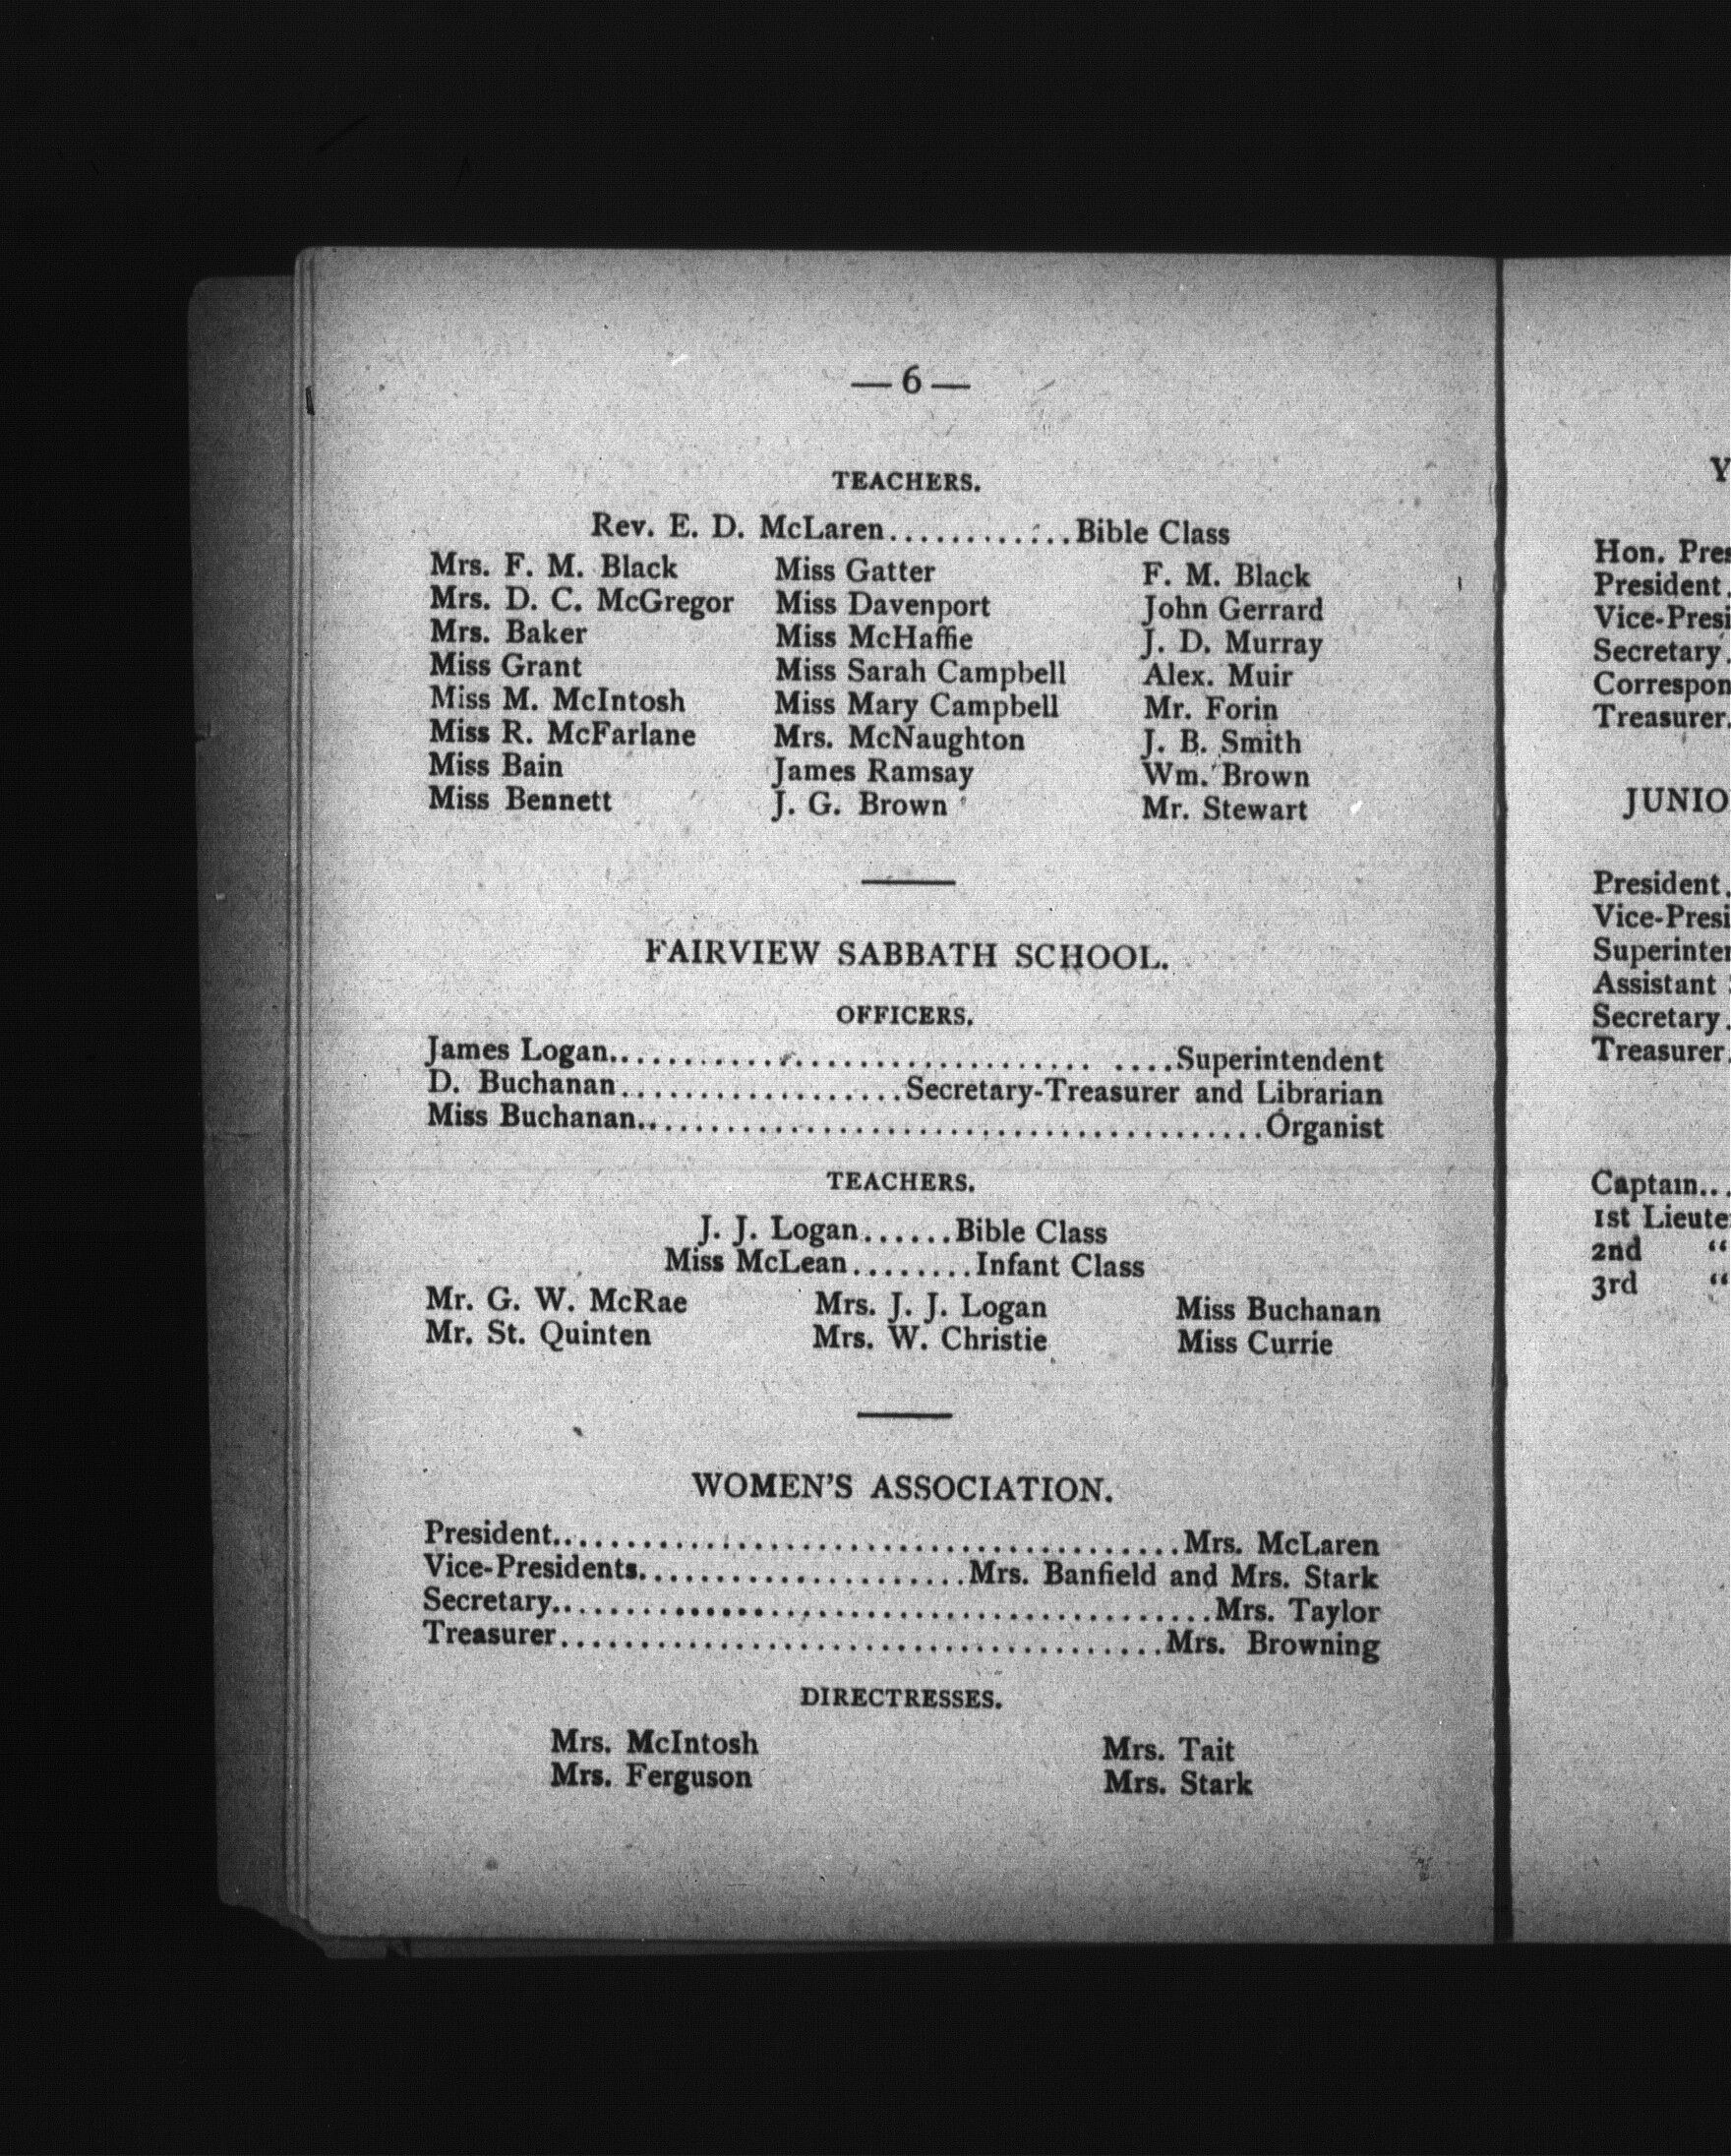 — 6 —
TEACHERS.
Rev. E. D. McLaren............Bible Class
Mrs. F. M. Black Miss Gatter F. M. Black
Mrs. D. C. McGregor Miss Davenport John Gerrard
Mrs. Baker Miss McHaffie J. D. Murray
Miss Grant Miss Sarah Campbell Alex. Muir
Miss M. McIntosh Miss Mary Campbell Mr. Forin
Miss R. McFarlane Mrs. McNaughton J. B. Smith
Miss Bain James Ramsay Wm. Brown
Miss Bennett J. G. Brown Mr. Stewart
FAIRVIEW SABBATH SCHOOL.
OFFICERS.
James Logan.................................. ....Superintendent
D. Buchanan..................Secretary-Treasurer and Librarian
Miss Buchanan........................................Organist
TEACHERS.
J. J. Logan......Bible Class
Miss McLean........Infant Class
Mr. G. W. McRae Mrs. J. J. Logan Miss Buchanan
Mr. St. Quinten Mrs. W. Christie Miss Currie
WOMEN'S ASSOCIATION.
President........................................Mrs. McLaren
Vice-Presidents.....................Mrs. Banfield and Mrs. Stark
Secretary..........................................Mrs. Taylor
Treasurer.......................................Mrs. Browning
DIRECTRESSES.
Mrs. McIntosh Mrs. Tait
Mrs. Ferguson Mrs. Stark
Y
Hon. Pres
President.
Vice-Presi
Secretary.
Correspon
Treasurer.
JUNIO
President.
Vice-Presi
Superinten
Assistant
Secretary.
Treasurer.
Captain...
1st Lieute
2nd "
3rd "